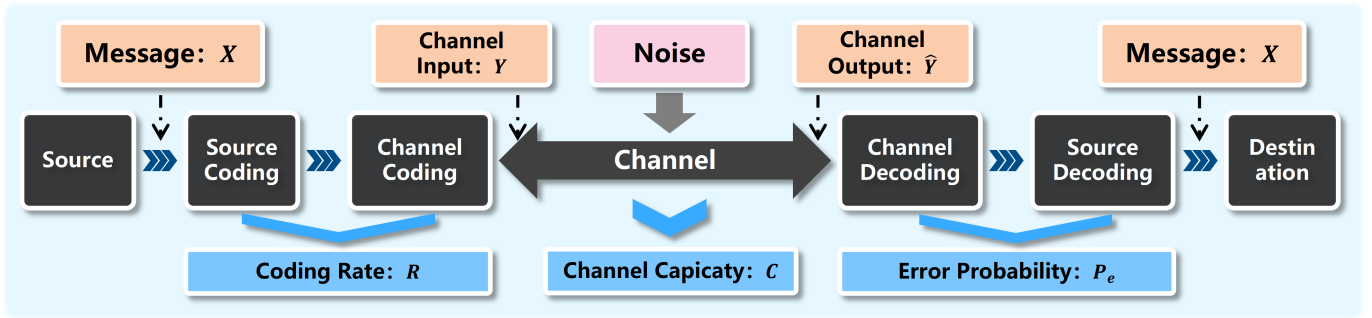 Message: X
Channel
Input: Y
Noise
Channel
Output: Ŷ
Message: X
Source
Source
Coding
Channel
Coding
Channel
Channel
Decoding
Source
Decoding
Destin
ation
Coding Rate: R
Channel Capicaty: C
Error Probability: Pₑ